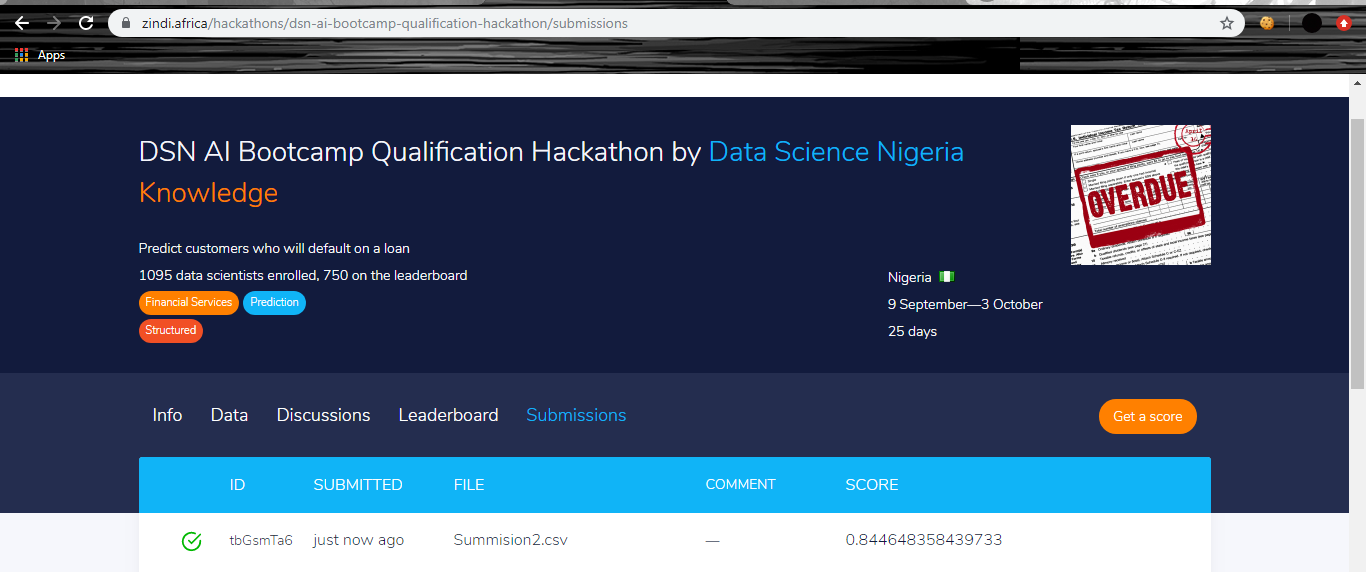 zindi.africa/hackathons/dsn-ai-bootcamp-qualification-hackathon/submissions
Apps
DSN AI Bootcamp Qualification Hackathon by Data Science Nigeria
Knowledge
OVERDUE
Predict customers who will default on a loan
1095 data scientists enrolled, 750 on the leaderboard
Nigeria
Financial Services Prediction
9 September—3 October
Structured
25 days
Info Data Discussions Leaderboard Submissions Get a score
ID SUBMITTED FILE COMMENT SCORE
tbGsmTa6 just now ago Summision2.csv — 0.844648358439733